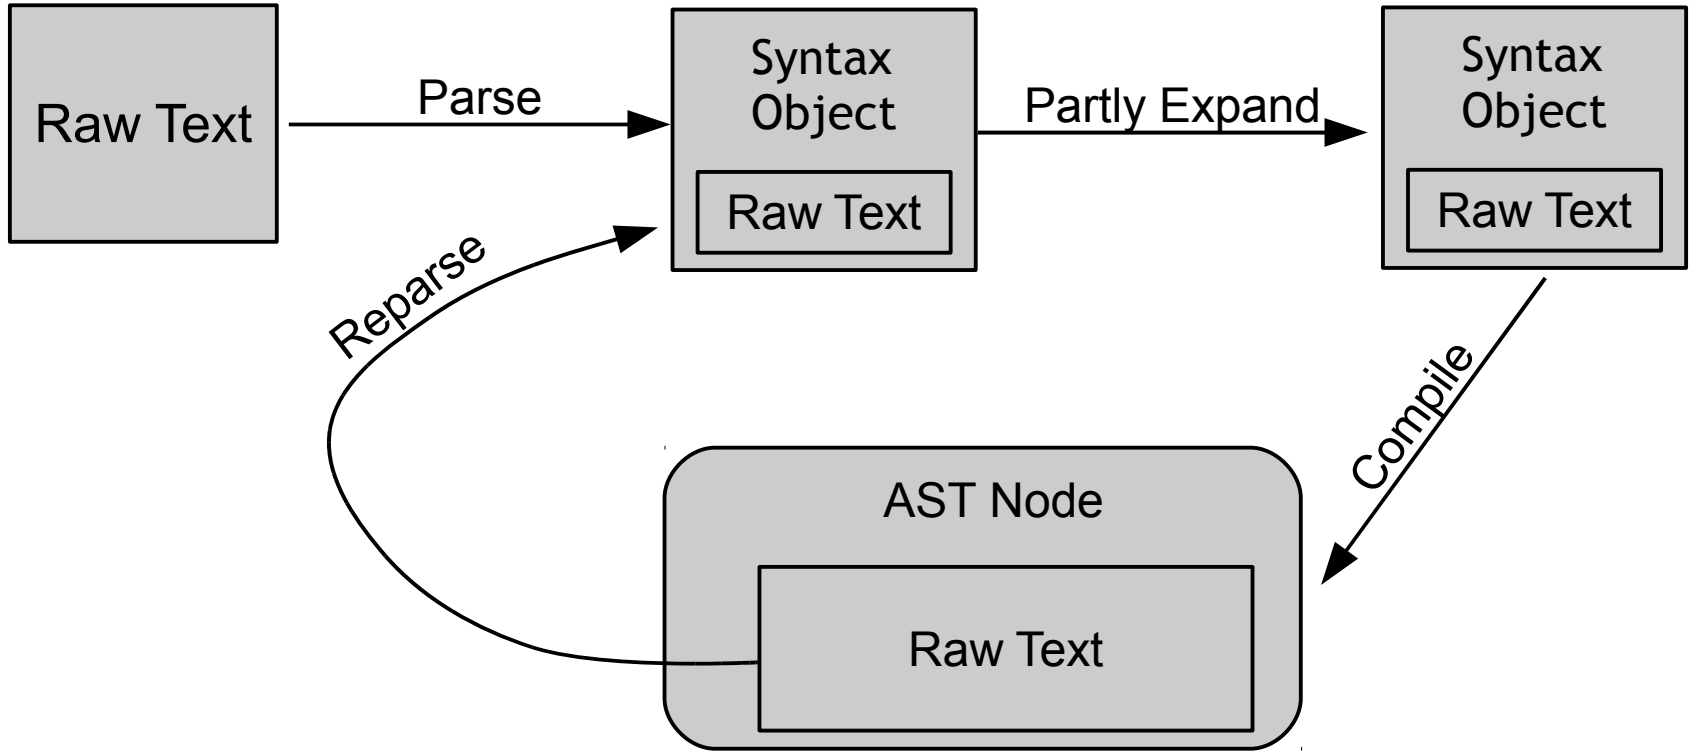 Raw Text
Parse
Syntax
Object
Raw Text
Partly Expand
Syntax
Object
Raw Text
Reparse
Compile
AST Node
Raw Text